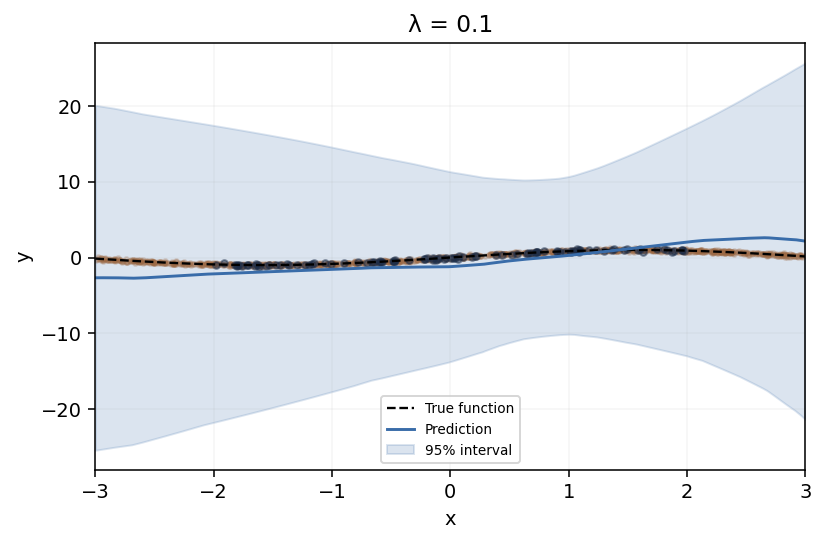 λ = 0.1
y
20
10
0
−10
−20
True function
Prediction
95% interval
−3
−2
−1
0
1
2
3
x